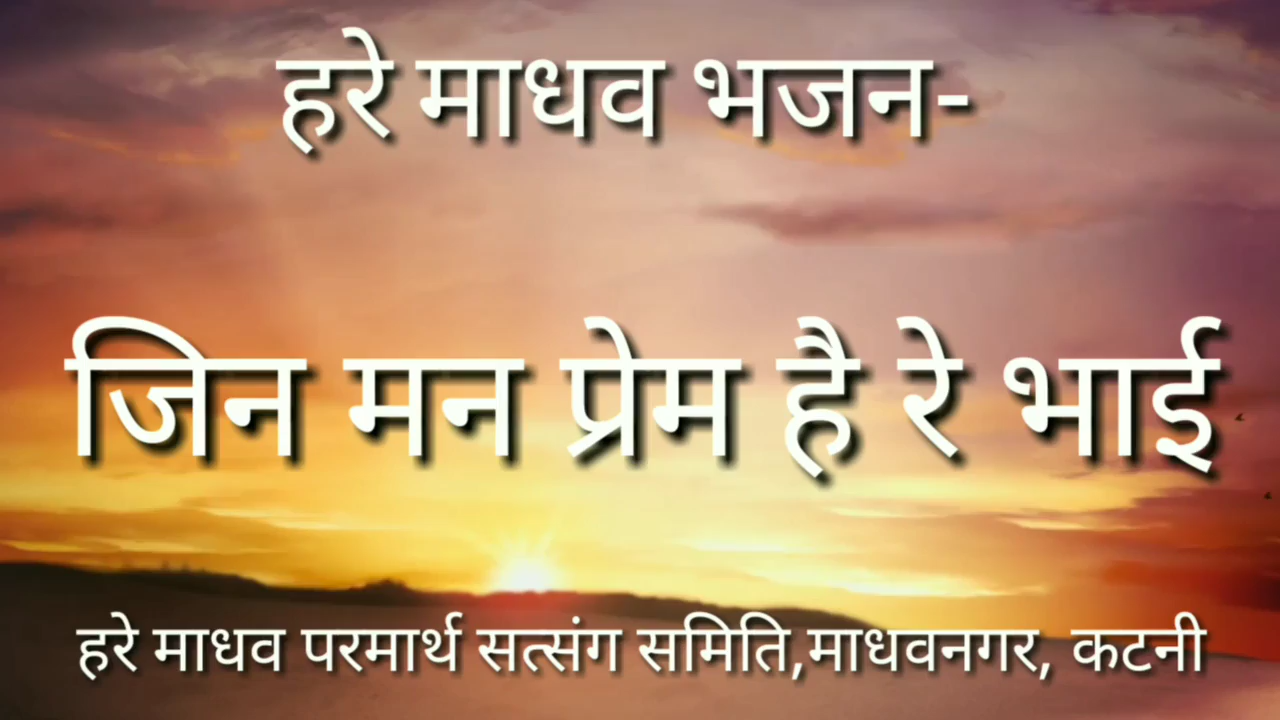 हरे माधव भजन-
जिन मन प्रेम है रे भाई
हरे माधव परमार्थ सत्संग समिति,माधवनगर, कटनी